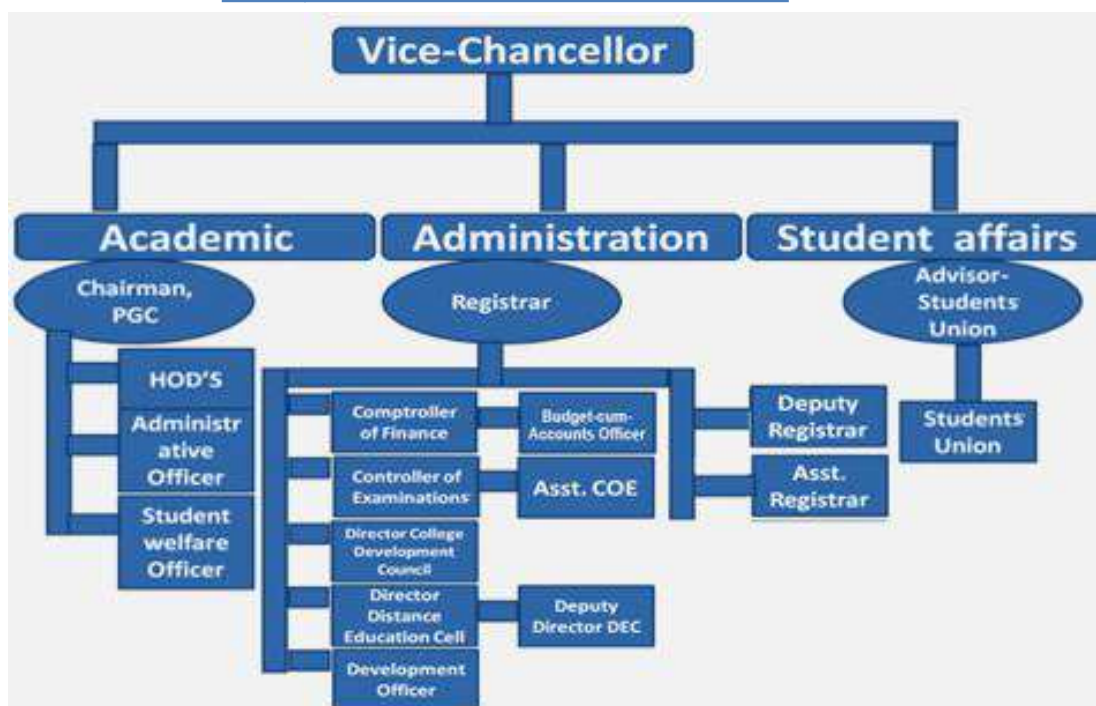 Vice-Chancellor
Academic
Administration
Student affairs
Chairman,
PGC
Registrar
Advisor-
Students
Union
HOD'S
Administr
ative
Officer
Student
welfare
Officer
Comptroller
of Finance
Budget-cum-
Accounts Officer
Controller of
Examinations
Asst. COE
Director College
Development
Council
Director
Distance
Education Cell
Deputy
Director DEC
Development
Officer
Deputy
Registrar
Asst.
Registrar
Students
Union